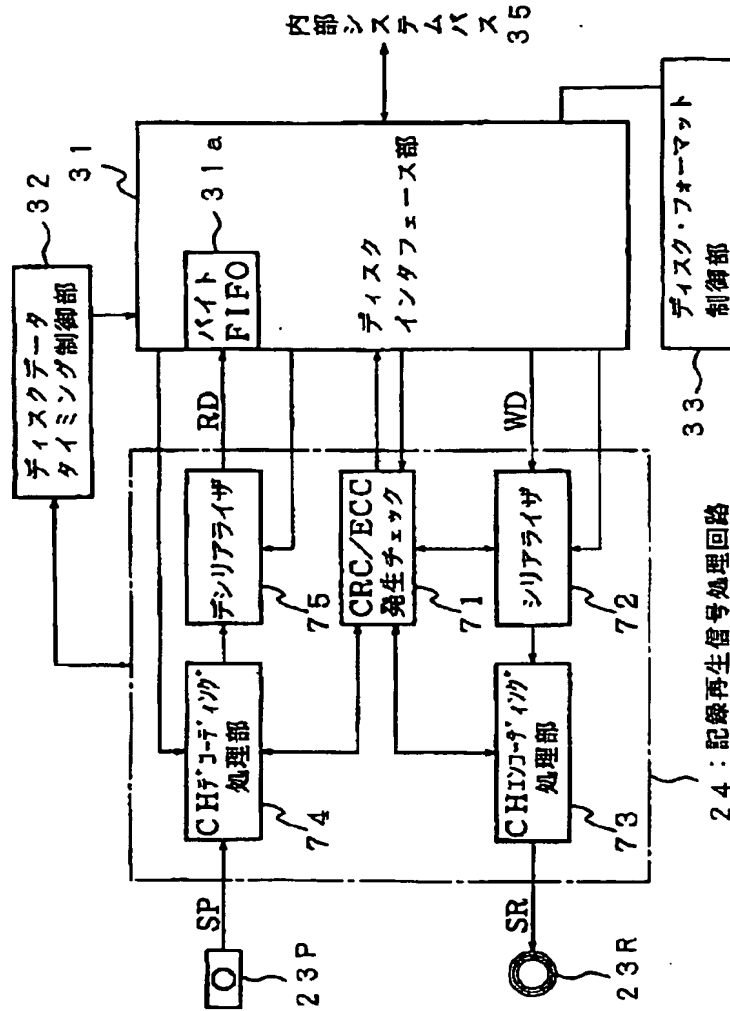 ディスクデータ
タイミング制御部
32
31
バイト
FIFO
31a
ディスク
インタフェース部
内部システムバス
35
ディスク・フォーマット
制御部
33
RD
WD
デシリアライザ
75
CRC/ECC
発生チェック
71
シリアライザ
72
CHデコーディング
処理部
74
CHエンコーディング
処理部
73
24:記録再生信号処理回路
SP
23P
SR
23R